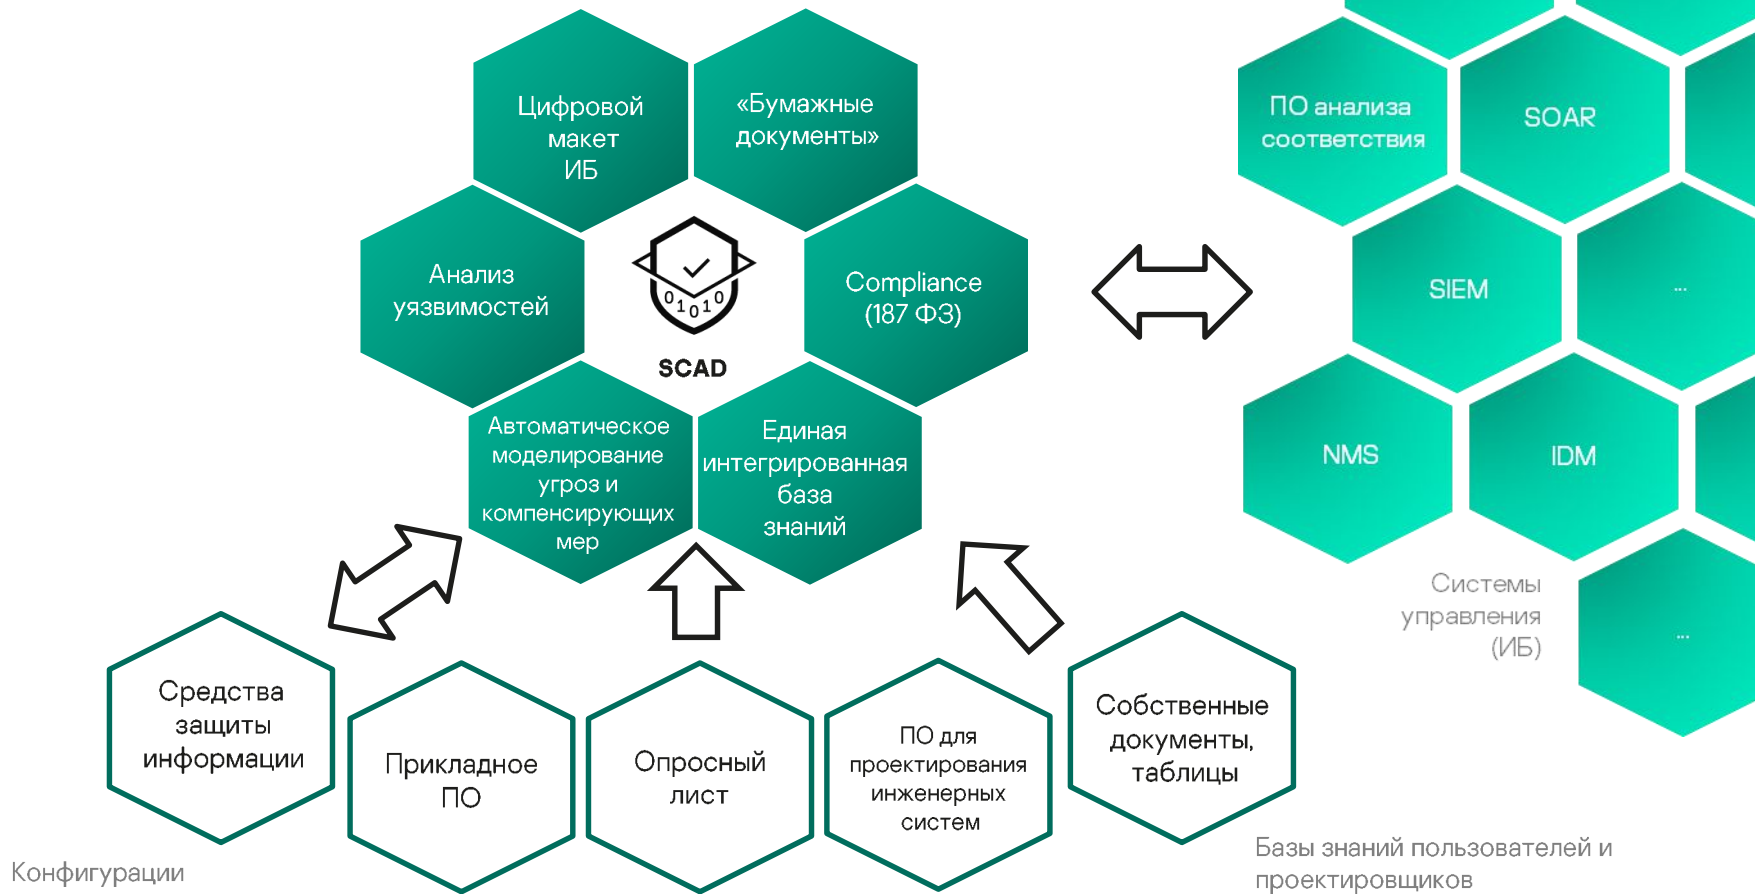 Цифровой
макет
ИБ
«Бумажные
документы»
Анализ
уязвимостей
01010
SCAD
Compliance
(187 ФЗ)
Автоматическое
моделирование
угроз и
компенсирующих
мер
Единая
интегрированная
база
знаний
ПО анализа
соответствия
SOAR
SIEM
...
NMS
IDM
...
Системы
управления
(ИБ)
Средства
защиты
информации
Прикладное
ПО
Опросный
лист
ПО для
проектирования
инженерных
систем
Собственные
документы,
таблицы
Конфигурации
Базы знаний пользователей и
проектировщиков